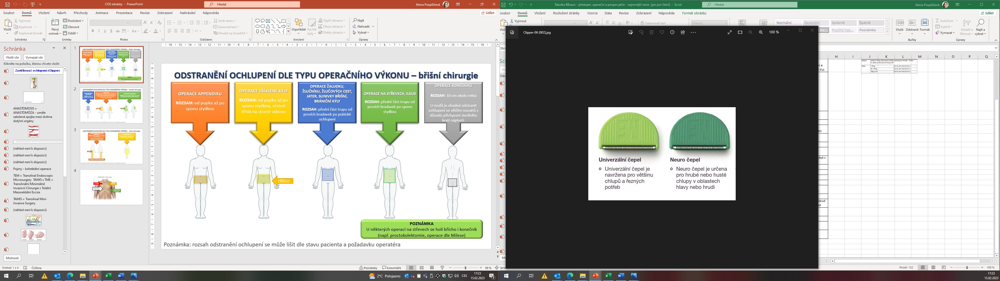 COS obrázky - PowerPoint
Hledat
Alena Pospíšilová
Soubor Domů Vložení Návrh Přechody Animace Prezentace Revize Zobrazení Nahrávání Nápověda
Sdílet
Vložit
Vyjmout
Kopírovat
Kopírovat formát
Schránka
Nový snímek
Rozložení
Obnovit
Oddíl
Snímky
Písmo
Směr textu
Zarovnat text
Převést na SmartArt
Odstavec
Uspořádat
Rychlé styly
Výplň obrazce
Obrys obrazce
Efekty obrazce
Kreslení
Najít
Nahradit
Vybrat
Úpravy
Schránka
Vložit vše Vymazat vše
Klikněte na položku, kterou chcete vložit:
Zastřihovač ochlupení (Clipper)
ANASTOMOSIS =
ANASTOMÓZA - uměle
založená spojka mezi dvěma
dutými orgány
(náhled není k dispozici)
(náhled není k dispozici)
(náhled není k dispozici)
Pojmy - kolrektální operace
TEM = TransAnal Endoscopic
Microsurgery TAMIS s TME =
TransAnální Minimálně
Invazivní Chirurgie s Totální
Mezorektální Excize
TAMIS = TransAnal Mini-
Invasive Surgery
(náhled není k dispozici)
Možnosti
1
2
3
4
ODSTRANĚNÍ OCHLUPENÍ DLE TYPU OPERAČNÍHO VÝKONU – břišní chirurgie
OPERACE APPENDIXU
ROZSAH: od pupku až po
sponu stydkou
OPERACE TŘÍSLENÉ KÝLY
ROZSAH: od pupku až po
sponu stydkou, včetně
třísla na straně výkonu
OPERACE ŽALUDKU,
ŽLUČNÍKU, ŽLUČOVÝCH CEST,
JATER, SLINIVKY BŘIŠNÍ,
BRÁNIČNÍ KÝLY
ROZSAH: přední část trupu od
prsních bradavek po pubické
ochlupení
OPERACE NA STŘEVECH, ILEUS
ROZSAH: přední část trupu od
prsních bradavek po sponu
stydkou
OPERACE KONEČNÍKU
ROZSAH: 10 cm okolo rekta
U mužů je vhodné odstranit
ochlupení ve větším rozsahů z
důvodu přichycení sterilního
krytí náplastí.
TŘÍSLO
POZNÁMKA
U některých operací na střevech se holí břicho i konečník
(např. proctokolektomie, operace dle Milese)
Poznámka: rozsah odstranění ochlupení se může lišit dle stavu pacienta a požadavku operatéra
Snímek 1 z 4 Čeština
Poznámky Komentáře 99 %
2°C Polojasno CES 17:23
15.02.2023
Tabulka BBraun - předoper. operační a pooper.péče - nejnovější verze [jen pro čtení] - Excel
Hledat
Alena Pospíšilová
Soubor Domů Vložení Rozložení stránky Vzorce Data Revize Zobrazení Nápověda Formát obrázku
Sdílet
Vyjmout
Zalamovat text
Obecný
Normální Neutrální Správně Špatně
Použitý hyp... Poznámka
Vložit Odstranit Formát
Buňky
AutoSum
Vyplnit
Vymazat
Seřadit a filtrovat
Najít a vybrat
Úpravy
Clipper-06 (002).jpg
100 %
Univerzální čepel
Univerzální čepel je
navržena pro většinu
chlupů a řezných
potřeb
Neuro čepel
Neuro čepel je určena
pro hrubé nebo husté
chlupy v oblastech
hlavy nebo hrudi
H I J K L M N O P Q
Počet: 132
100 %
17:23
15.02.2023